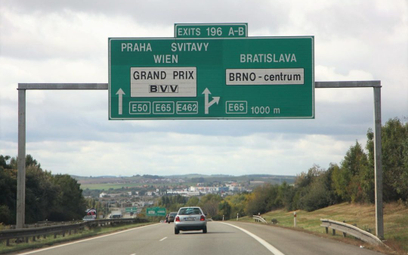 EXITS 196 A-B
PRAHA SVITAVY
WIEN
GRAND PRIX
BVV
E50 E65 E462
BRATISLAVA
BRNO-centrum
E65 1000 m